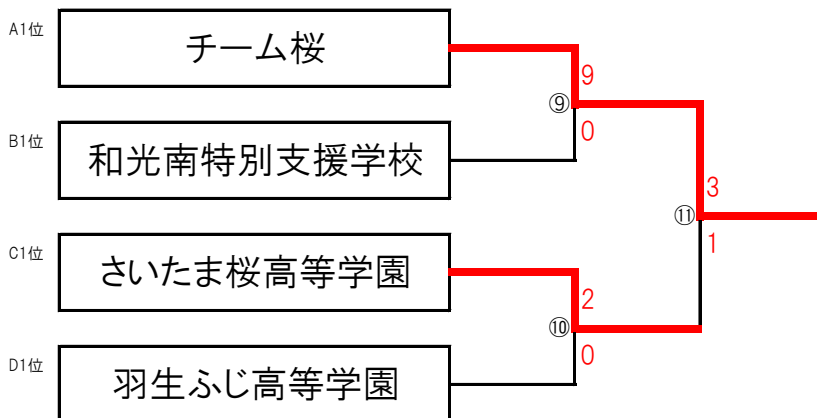 A1位
チーム桜
9
⑨
0
B1位
和光南特別支援学校
3
⑪
1
C1位
さいたま桜高等学園
2
⑩
0
D1位
羽生ふじ高等学園